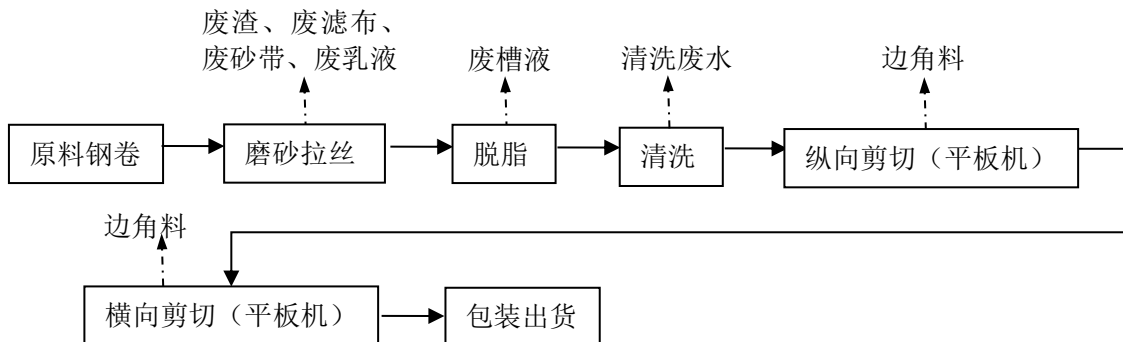 废渣、废滤布、
废砂带、废乳液
废槽液
清洗废水
边角料
原料钢卷
磨砂拉丝
脱脂
清洗
纵向剪切（平板机）
边角料
横向剪切（平板机）
包装出货